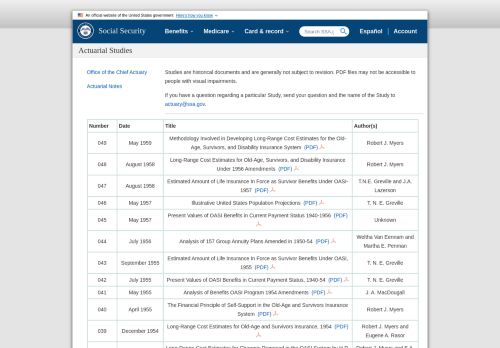 An official website of the United States government Here's how you know
Social Security
Benefits
Medicare
Card & record
Español
Account
Actuarial Studies
Office of the Chief Actuary
Actuarial Notes
Studies are historical documents and are generally not subject to revision. PDF files may not be accessible to
people with visual impairments.
If you have a question regarding a particular Study, send your question and the name of the Study to
actuary@ssa.gov.
Number Date Title Author(s)
049 May 1959 Methodology Involved in Developing Long-Range Cost Estimates for the Old-
Age, Survivors, and Disability Insurance System (PDF) Robert J. Myers
048 August 1958 Long-Range Cost Estimates for Old-Age, Survivors, and Disability Insurance
Under 1956 Amendments (PDF) Robert J. Myers
047 August 1958 Estimated Amount of Life Insurance in Force as Survivor Benefits Under OASI-
1957 (PDF) T.N.E. Greville and J.A.
Lazerson
046 May 1957 Illustrative United States Population Projections (PDF) T. N. E. Greville
045 May 1957 Present Values of OASI Benefits in Current Payment Status 1940-1956 (PDF) Unknown
044 July 1956 Analysis of 157 Group Annuity Plans Amended in 1950-54 (PDF) Weltha Van Eenam and
Martha E. Penman
043 September 1955 Estimated Amount of Life Insurance in Force as Survivor Benefits Under OASI,
1955 (PDF) T. N. E. Greville
042 July 1955 Present Values of OASI Benefits in Current Payment Status, 1940-54 (PDF) T. N. E. Greville
041 May 1955 Analysis of Benefits OASI Program 1954 Amendments (PDF) J. A. MacDougall
040 April 1955 The Financial Principle of Self-Support in the Old-Age and Survivors Insurance
System (PDF) Robert J. Myers
039 December 1954 Long-Range Cost Estimates for Old-Age and Survivors Insurance, 1954 (PDF) Robert J. Myers and
Eugene A. Rasor